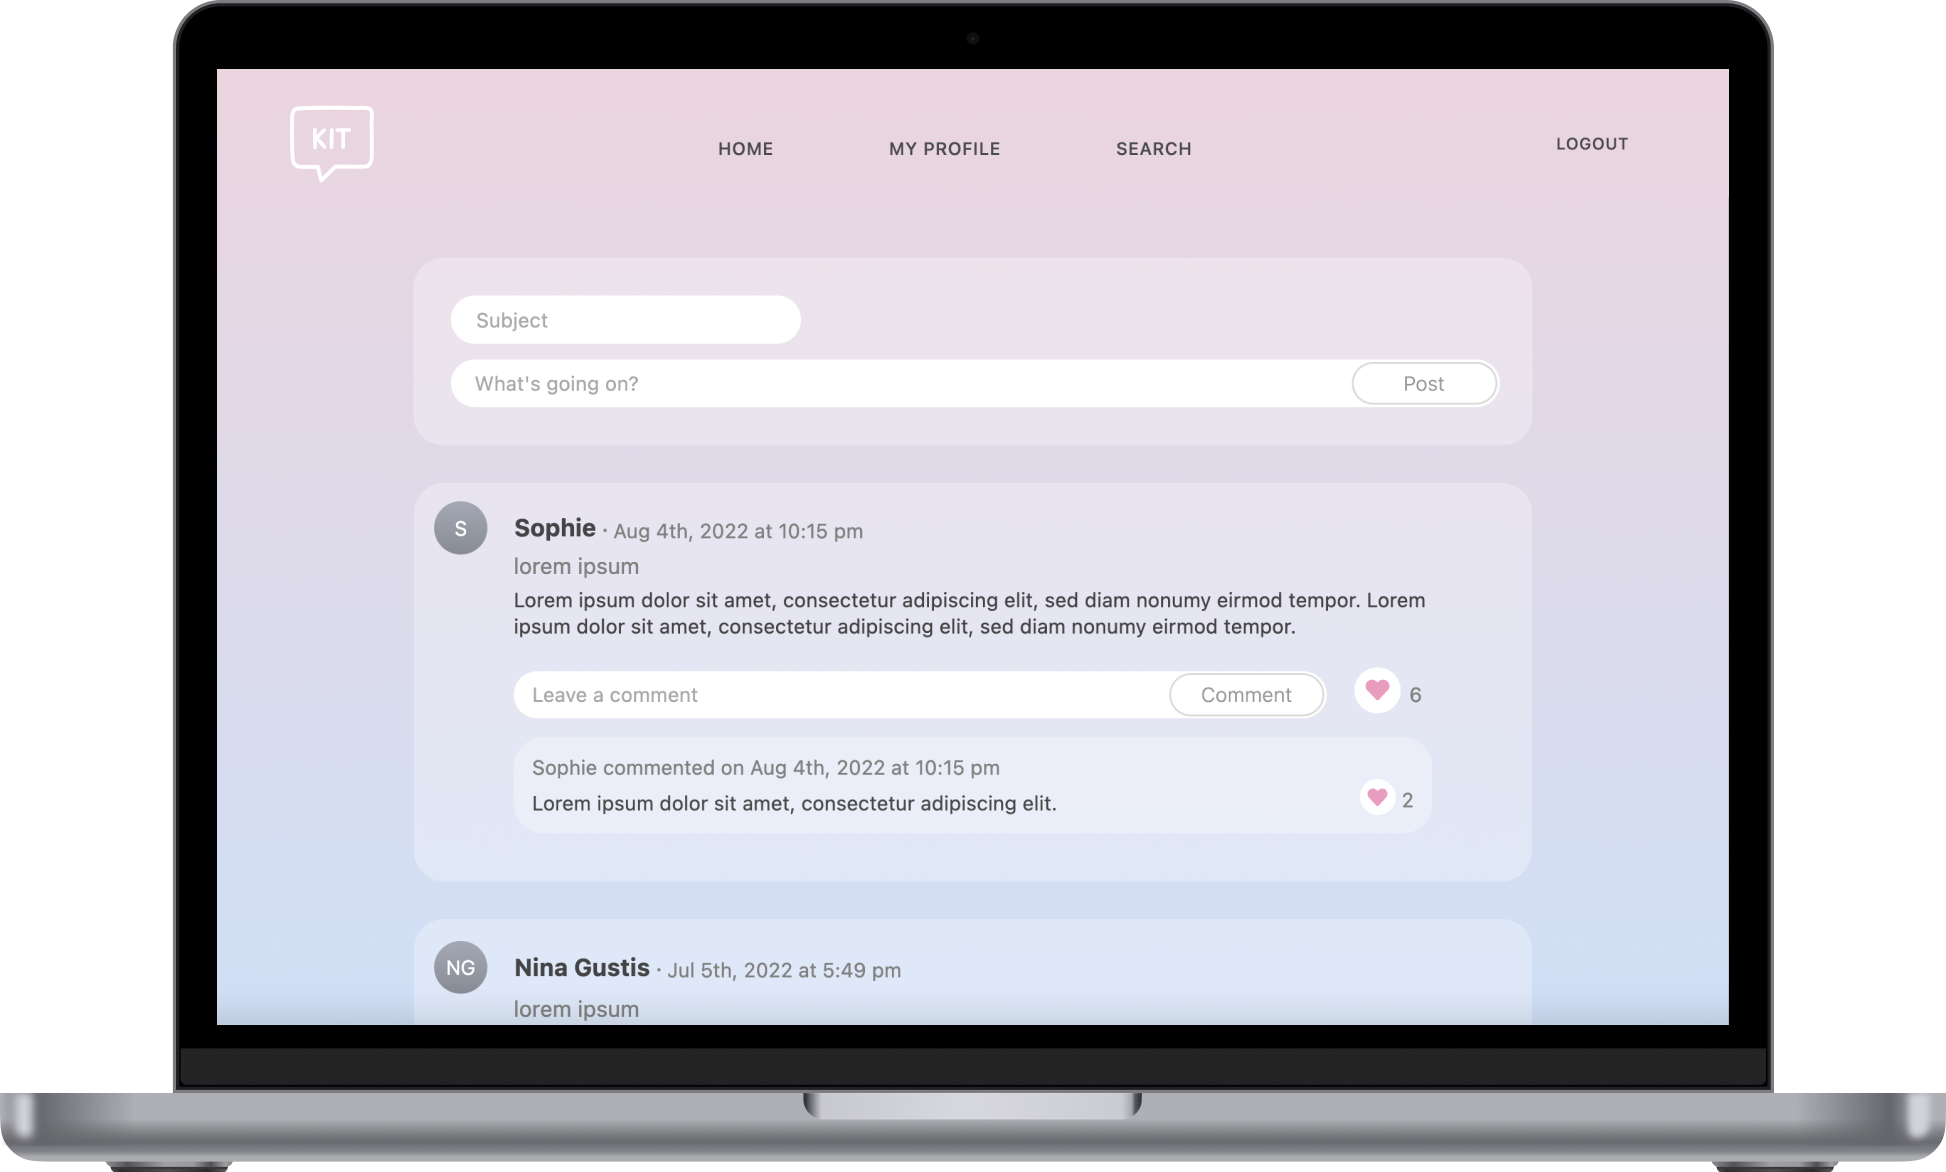 KIT
HOME
MY PROFILE
SEARCH
LOGOUT
Subject
What's going on?
Post
S
Sophie · Aug 4th, 2022 at 10:15 pm
lorem ipsum
Lorem ipsum dolor sit amet, consectetur adipiscing elit, sed diam nonumy eirmod tempor. Lorem
ipsum dolor sit amet, consectetur adipiscing elit, sed diam nonumy eirmod tempor.
Leave a comment
Comment
6
Sophie commented on Aug 4th, 2022 at 10:15 pm
Lorem ipsum dolor sit amet, consectetur adipiscing elit.
2
NG
Nina Gustis · Jul 5th, 2022 at 5:49 pm
lorem ipsum